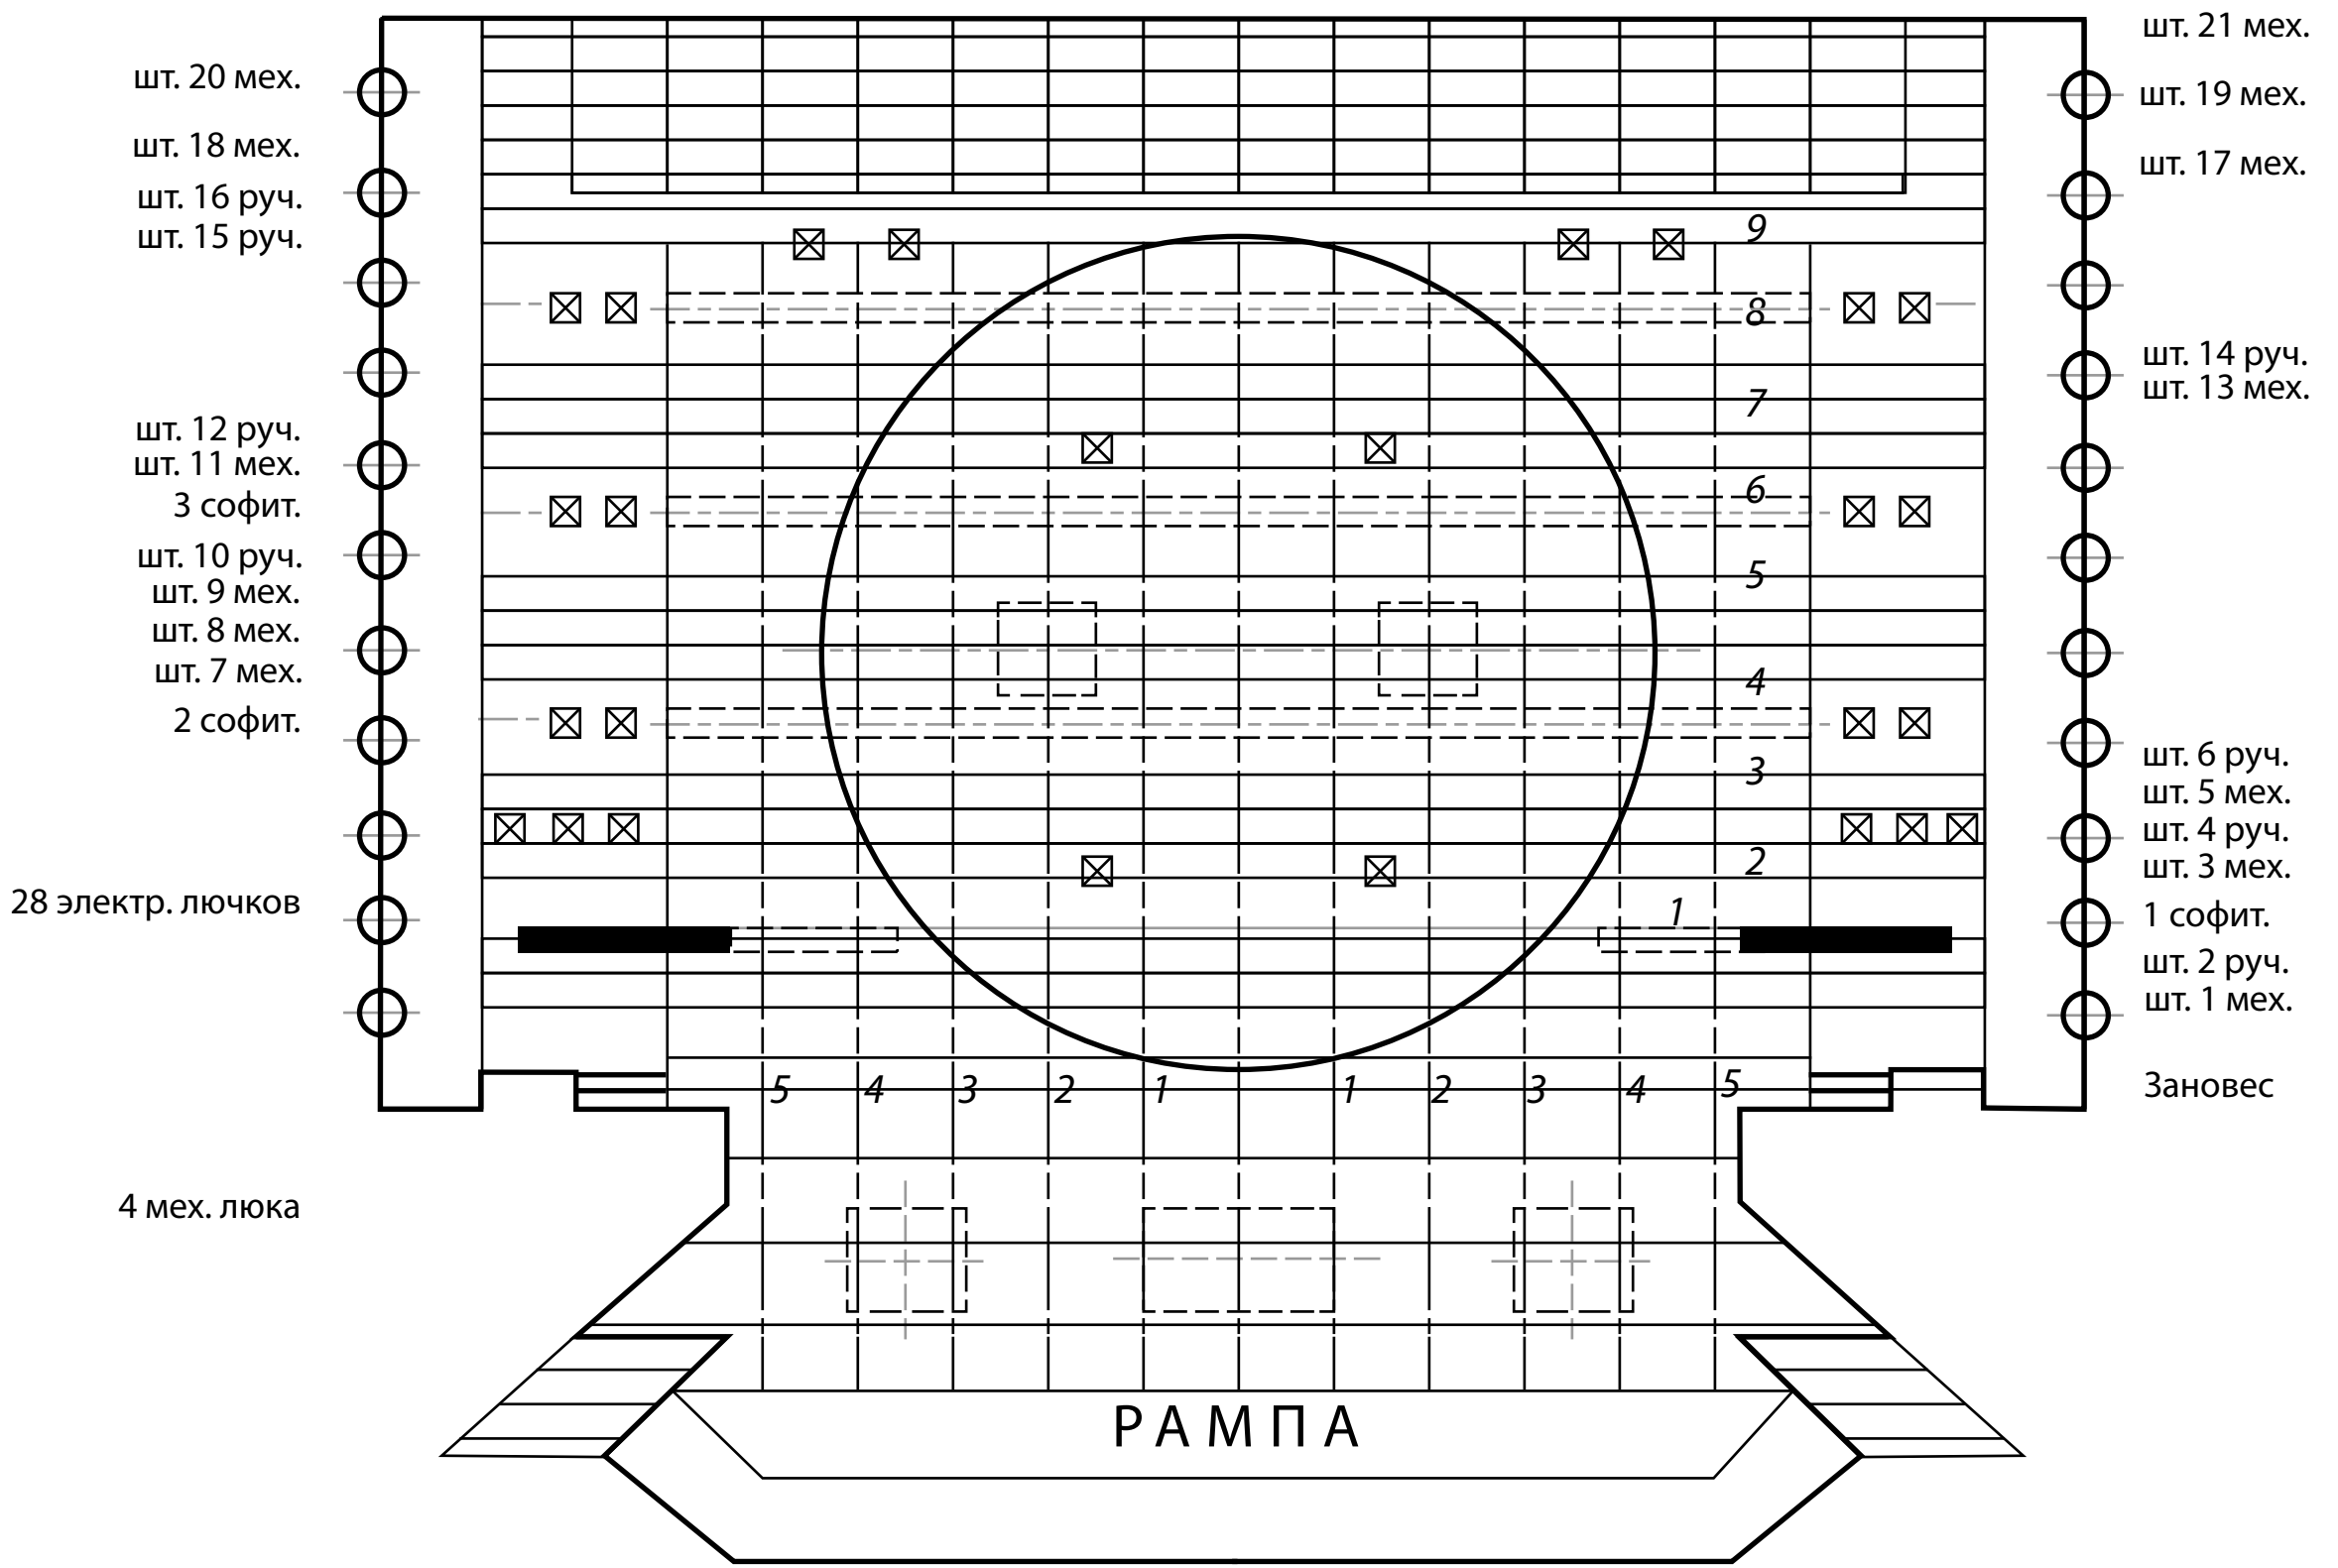 шт. 20 мех.
шт. 18 мех.
шт. 16 руч.
шт. 15 руч.
шт. 12 руч.
шт. 11 мех.
3 софит.
шт. 10 руч.
шт. 9 мех.
шт. 8 мех.
шт. 7 мех.
2 софит.
28 электр. лючков
4 мех. люка
9
8
7
6
5
4
3
2
1
5 4 3 2 1 1 2 3 4 5
РАМПА
шт. 21 мех.
шт. 19 мех.
шт. 17 мех.
шт. 14 руч.
шт. 13 мех.
шт. 6 руч.
шт. 5 мех.
шт. 4 руч.
шт. 3 мех.
1 софит.
шт. 2 руч.
шт. 1 мех.
Зановес